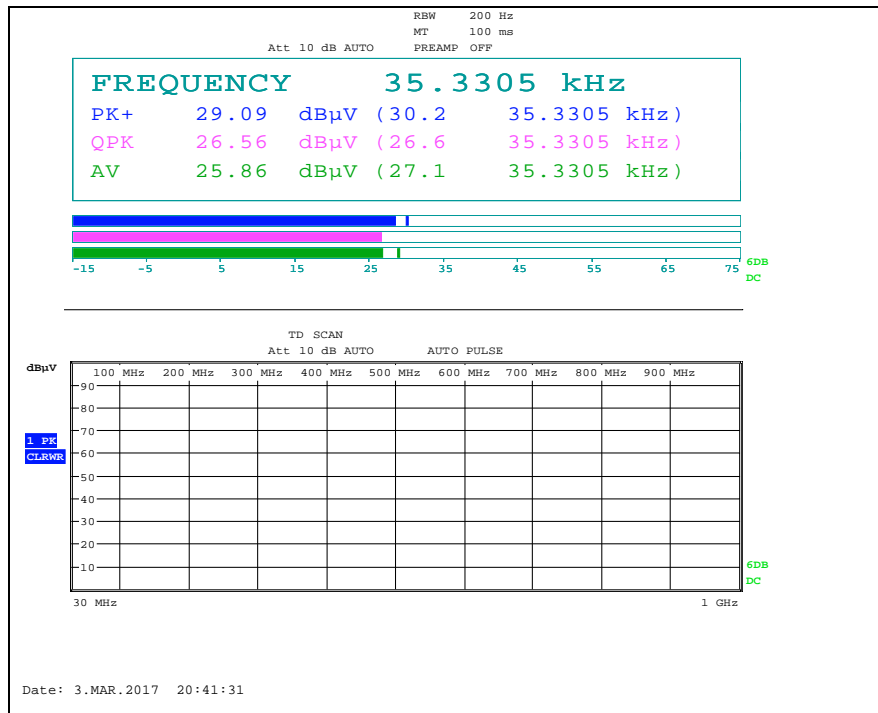 RBW 200 Hz
MT 100 ms
Att 10 dB AUTO PREAMP OFF
FREQUENCY 35.3305 kHz
PK+ 29.09 dBµV (30.2 35.3305 kHz)
QPK 26.56 dBµV (26.6 35.3305 kHz)
AV 25.86 dBµV (27.1 35.3305 kHz)
-15 -5 5 15 25 35 45 55 65 75
6DB
DC
TD SCAN
Att 10 dB AUTO AUTO PULSE
dBµV
100 MHz 200 MHz 300 MHz 400 MHz 500 MHz 600 MHz 700 MHz 800 MHz 900 MHz
90
80
70
1 PK
CLRWR
60
50
40
30
20
10
6DB
DC
30 MHz 1 GHz
Date: 3.MAR.2017 20:41:31